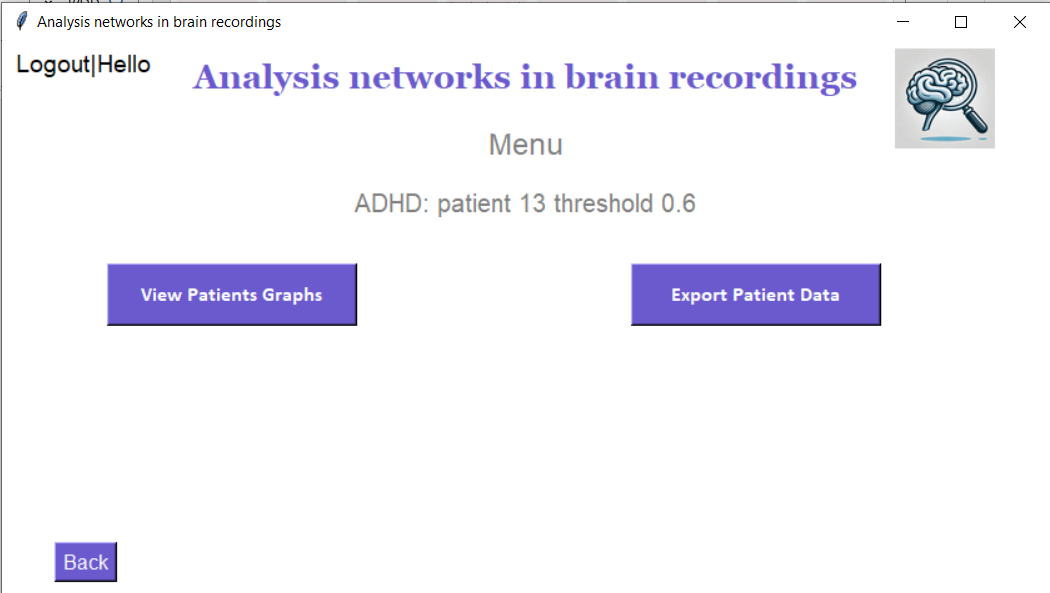 Analysis networks in brain recordings
Logout|Hello
Analysis networks in brain recordings
Menu
ADHD: patient 13 threshold 0.6
View Patients Graphs
Export Patient Data
Back